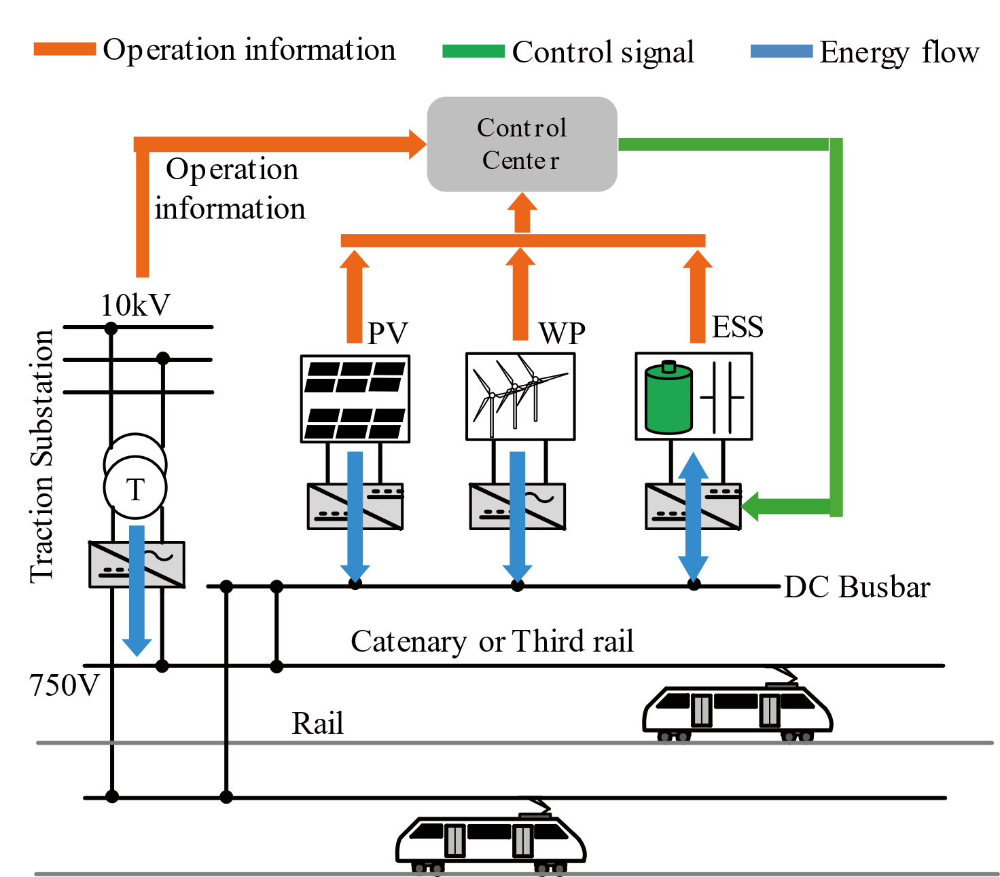 Operation information
Control signal
Energy flow
Control
Center
Operation
information
10kV
PV
WP
ESS
Traction Substation
T
DC Busbar
Catenary or Third rail
750V
Rail